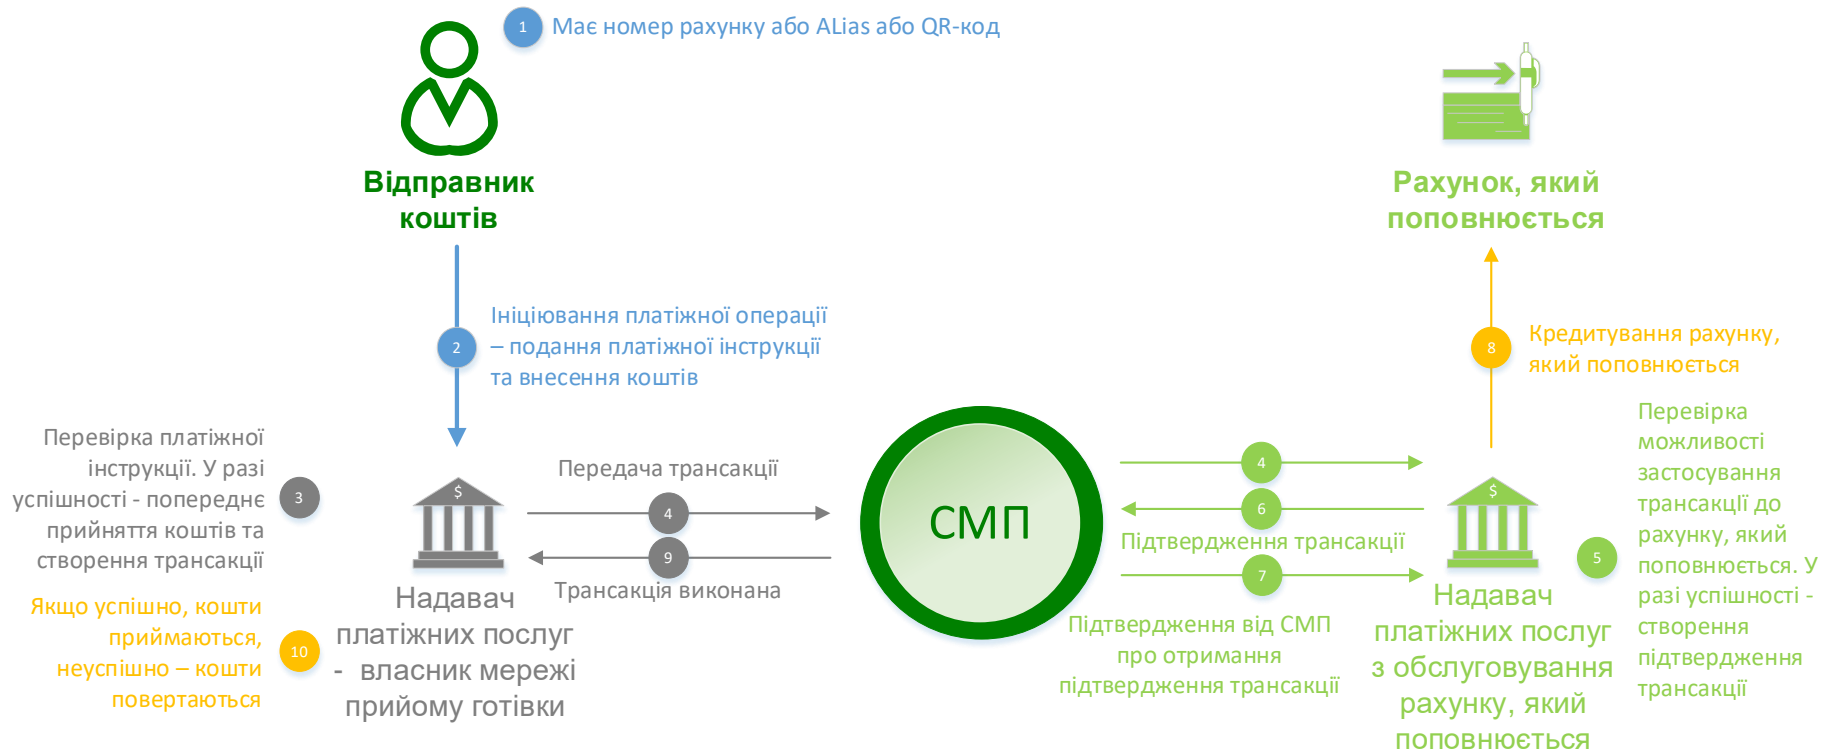 1 Має номер рахунку або ALias або QR-код
Відправник
коштів
Рахунок, який
поповнюється
2
Ініціювання платіжної операції
– подання платіжної інструкції
та внесення коштів
8
Кредитування рахунку,
який поповнюється
3
Перевірка платіжної
інструкції. У разі
успішності - попереднє
прийняття коштів та
створення трансакції
10
Якщо успішно, кошти
приймаються,
неуспішно – кошти
повертаються
$
Надавач
платіжних послуг
- власник мережі
прийому готівки
Передача трансакції
4
9
Трансакція виконана
СМП
4
6
Підтвердження трансакції
7
Підтвердження від СМП
про отримання
підтвердження трансакції
$
Надавач
платіжних послуг
з обслуговування
рахунку, який
поповнюється
5
Перевірка
можливості
застосування
трансакції до
рахунку, який
поповнюється. У
разі успішності -
створення
підтвердження
трансакції